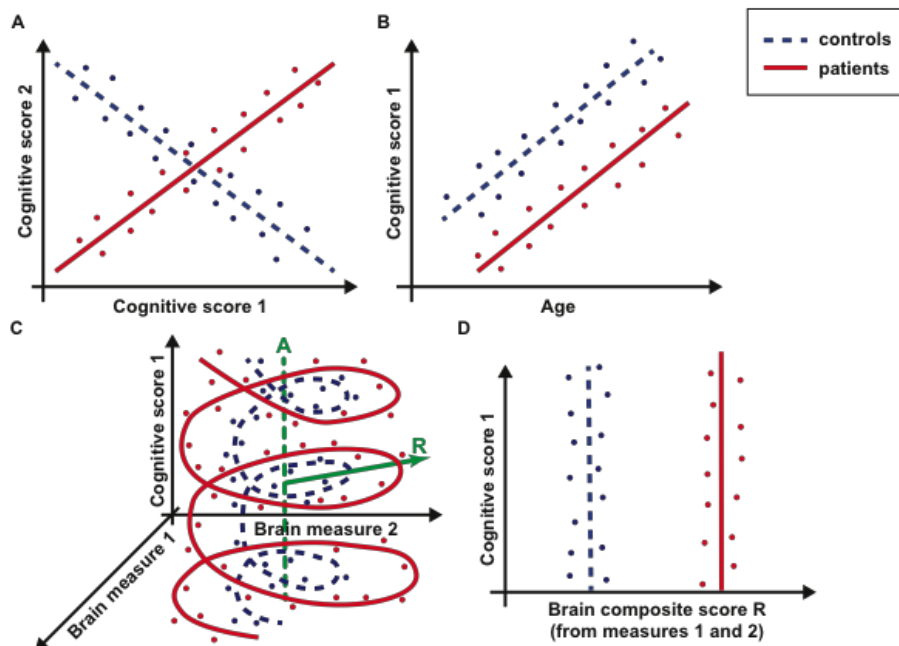 A
Cognitive score 2
Cognitive score 1
B
Cognitive score 1
Age
controls
patients
C
Cognitive score 1
A
R
Brain measure 2
Brain measure 1
D
Cognitive score 1
Brain composite score R
(from measures 1 and 2)